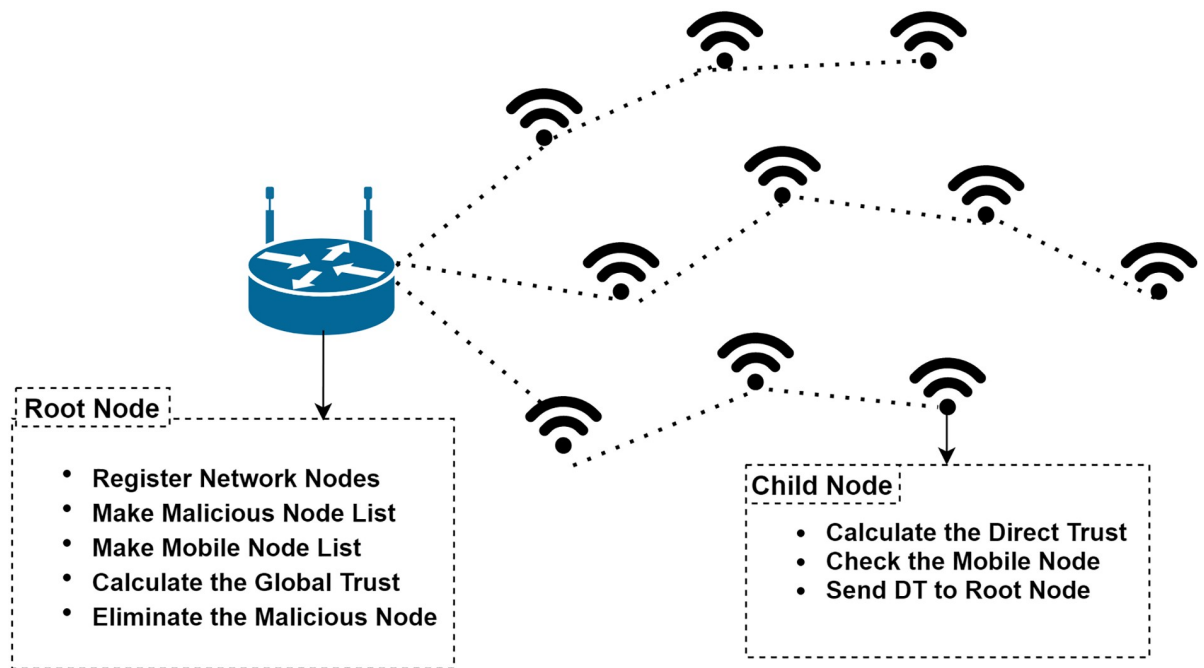 Root Node
• Register Network Nodes
• Make Malicious Node List
• Make Mobile Node List
• Calculate the Global Trust
• Eliminate the Malicious Node
Child Node
• Calculate the Direct Trust
• Check the Mobile Node
• Send DT to Root Node